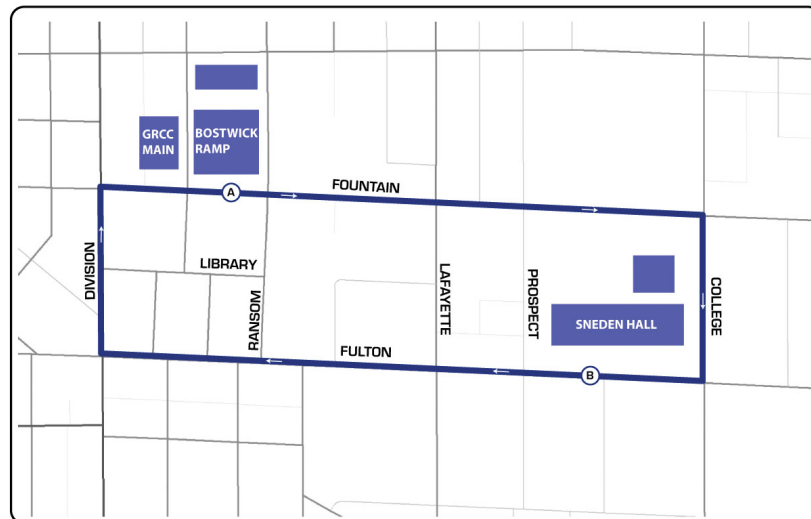 GRCC
MAIN
BOSTWICK
RAMP
A
FOUNTAIN
LIBRARY
DIVISION
RANSOM
LAFAYETTE
PROSPECT
COLLEGE
SNEDEN HALL
FULTON
B